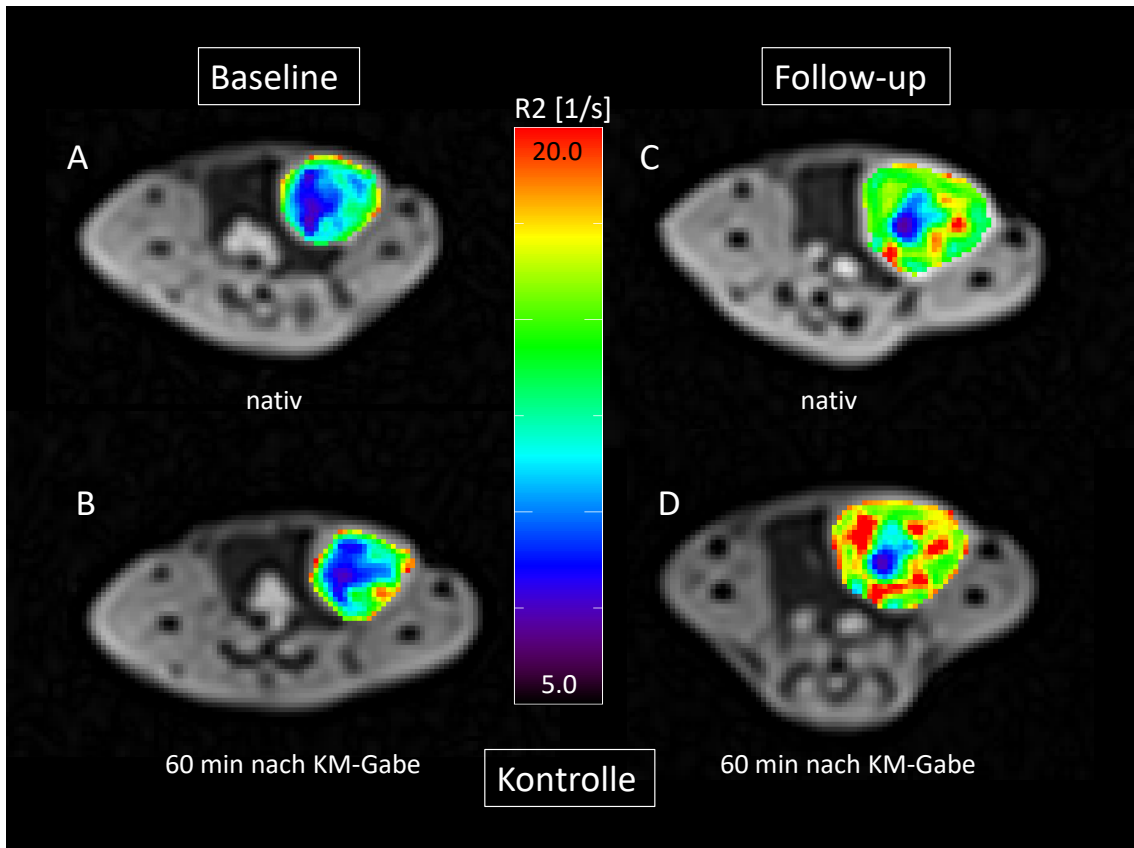 Baseline
Follow-up
R2 [1/s]
A
20.0
C
nativ
nativ
B
D
5.0
60 min nach KM-Gabe
60 min nach KM-Gabe
Kontrolle